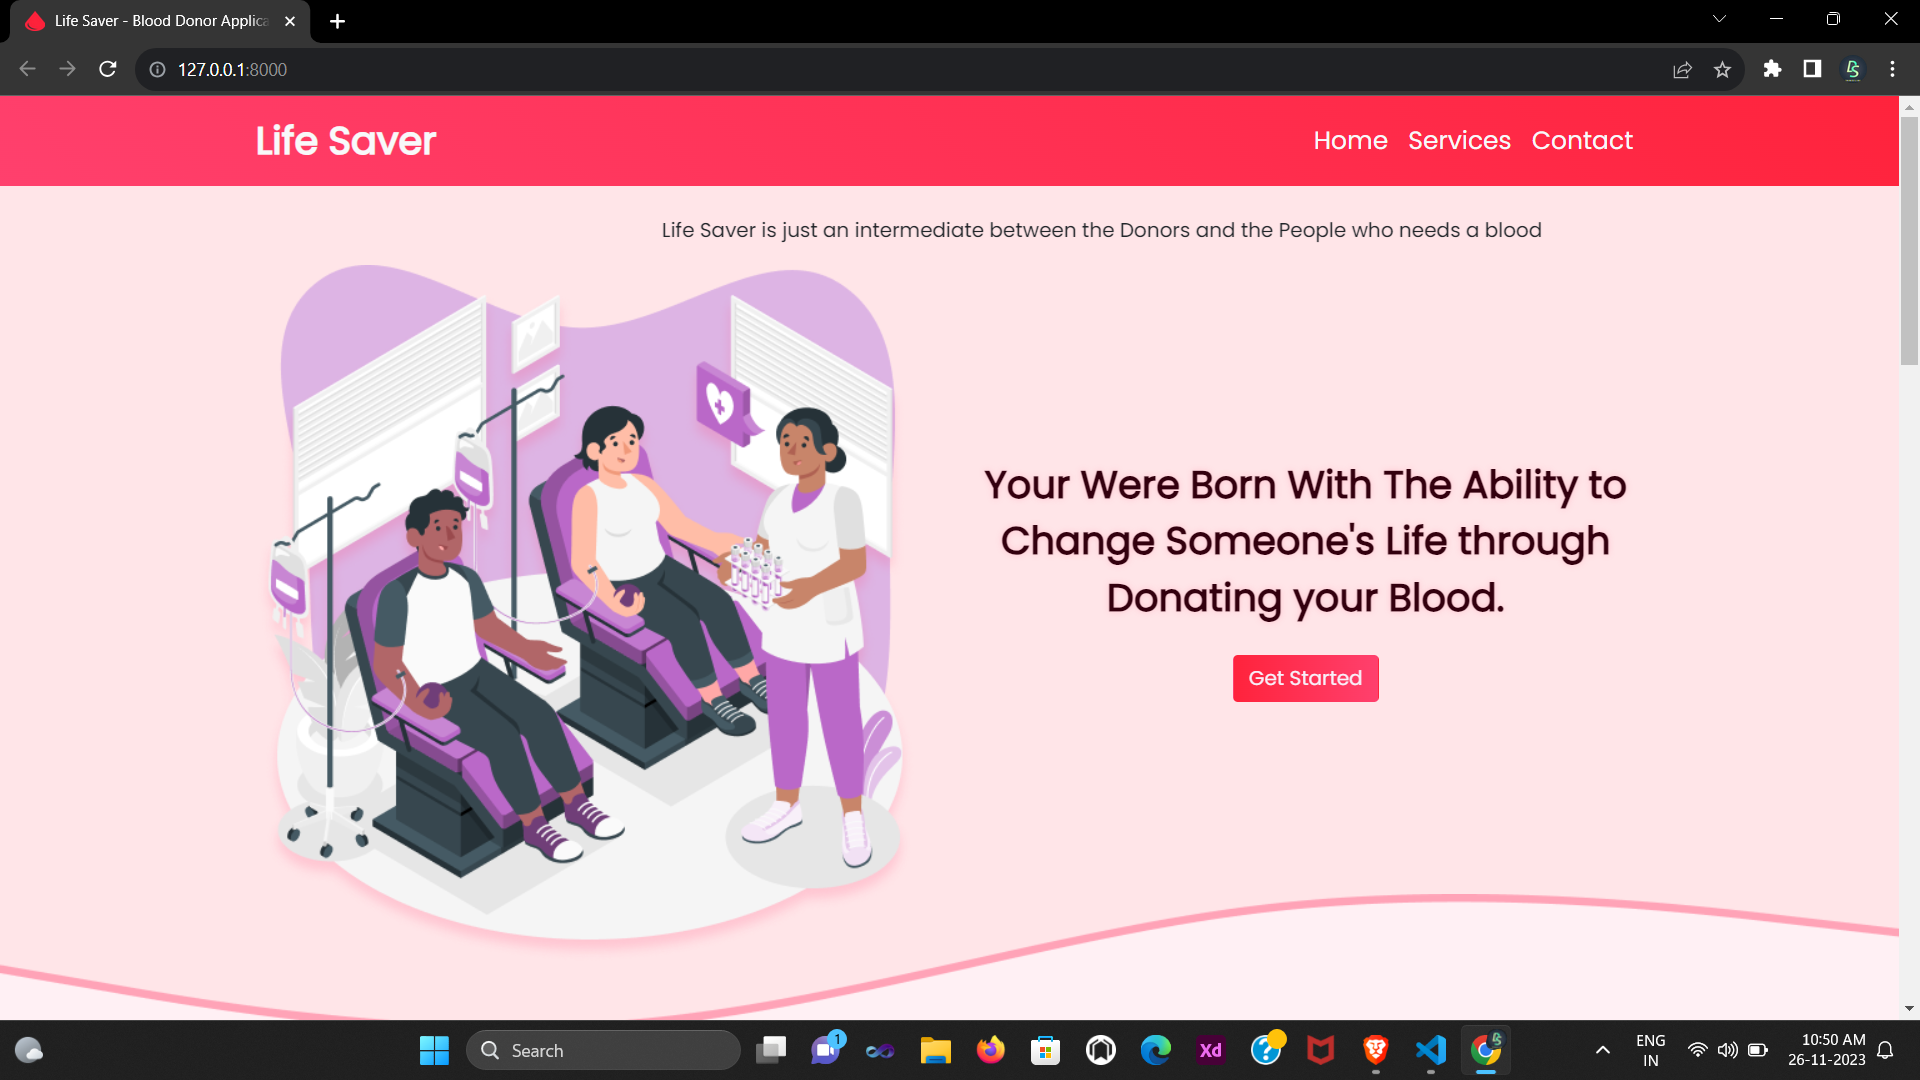 Life Saver - Blood Donor Applica
127.0.0.1:8000
Life Saver
Home Services Contact
Life Saver is just an intermediate between the Donors and the People who needs a blood
Your Were Born With The Ability to
Change Someone's Life through
Donating your Blood.
Get Started
Search
1
Xd
ENG
IN
10:50 AM
26-11-2023